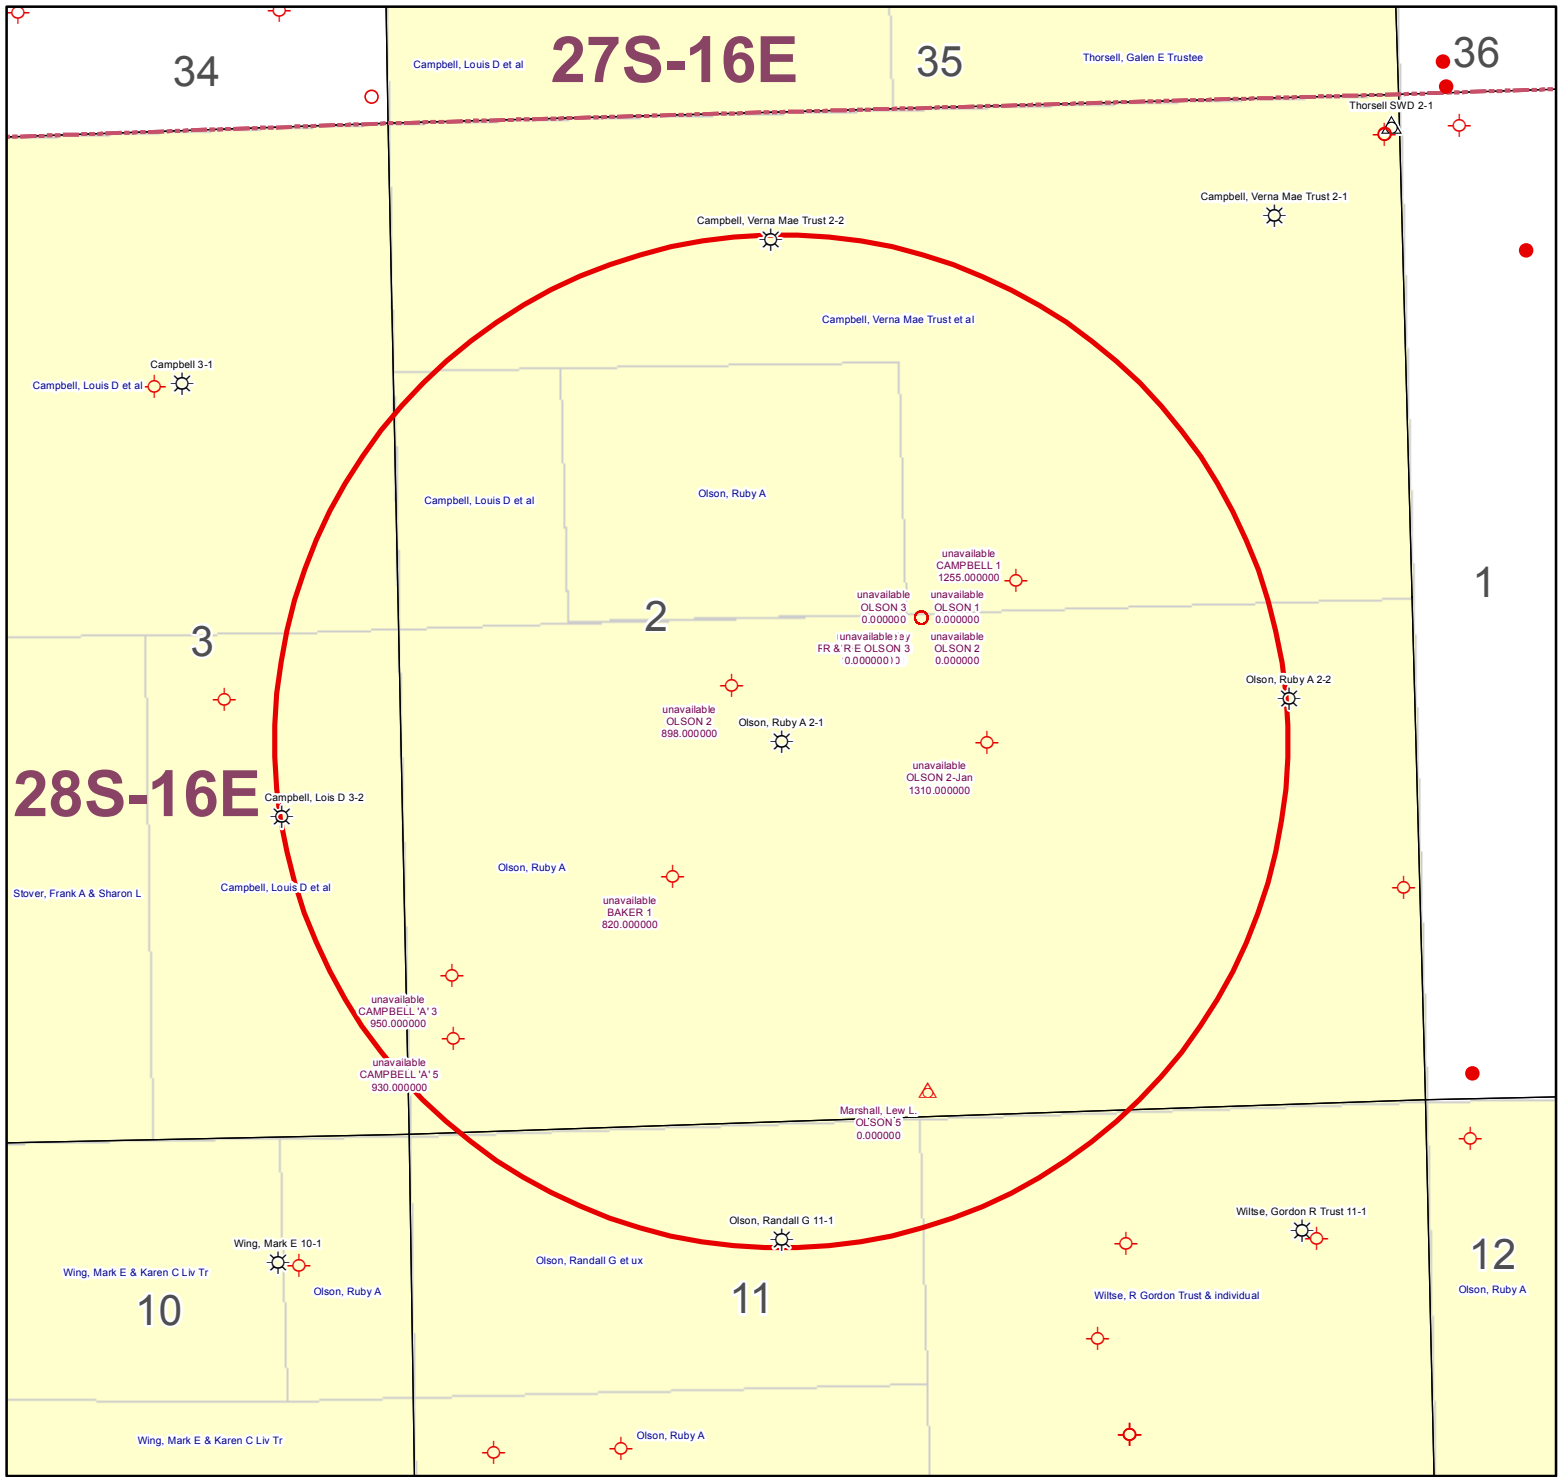 27S-16E
34
35
36
Campbell, Louis D et al
Thorsell, Galen E Trustee
Thorsell SWD 2-1
Campbell, Verna Mae Trust 2-1
Campbell, Verna Mae Trust 2-2
Campbell, Verna Mae Trust et al
Campbell 3-1
Campbell, Louis D et al
Campbell, Louis D et al
Olson, Ruby A
unavailable
CAMPBELL 1
1255.000000
1
unavailable
OLSON 3
0.000000
unavailable
OLSON 1
0.000000
2
3
unavailable
OLSON 3
unavailable
OLSON 2
0.000000
Olson, Ruby A 2-2
unavailable
OLSON 2
898.000000
Olson, Ruby A 2-1
unavailable
OLSON 2-Jan
1310.000000
28S-16E
Campbell, Lois D 3-2
Olson, Ruby A
Stover, Frank A & Sharon L
Campbell, Louis D et al
unavailable
BAKER 1
820.000000
unavailable
CAMPBELL 'A' 3
950.000000
unavailable
CAMPBELL 'A' 5
930.000000
Marshall, Lew L.
OLSON 5
0.000000
Olson, Randall G 11-1
Wiltse, Gordon R Trust 11-1
Wing, Mark E 10-1
Wing, Mark E & Karen C Liv Tr
Olson, Ruby A
Olson, Randall G et ux
10
11
12
Wiltse, R Gordon Trust & individual
Olson, Ruby A
Wing, Mark E & Karen C Liv Tr
Olson, Ruby A